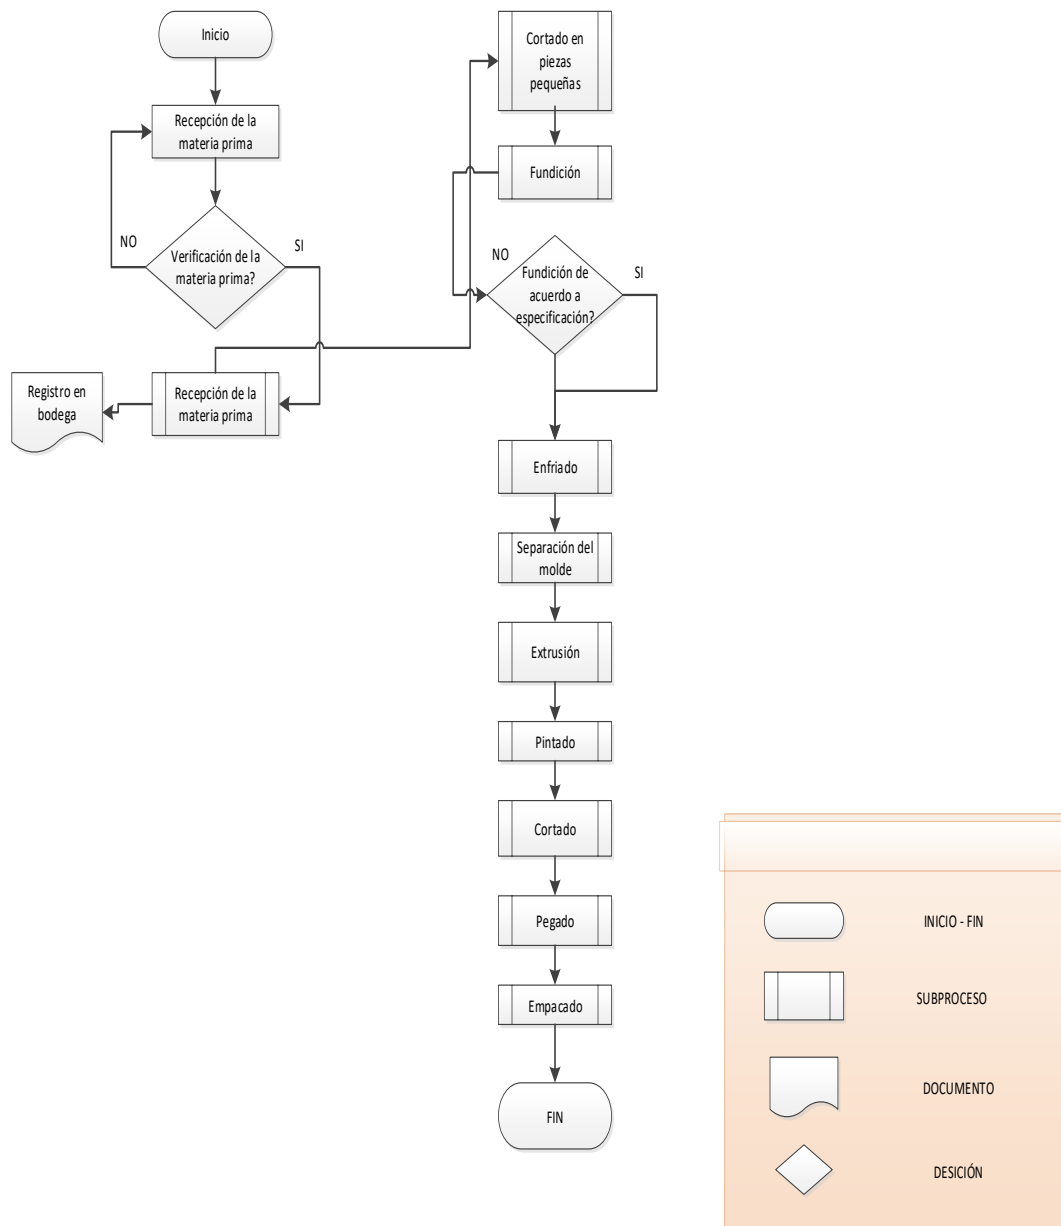 Inicio
Recepción de la
materia prima
NO
SI
Verificación de la
materia prima?
Registro en
bodega
Recepción de la
materia prima
Cortado en
piezas
pequeñas
Fundición
NO
SI
Fundición de
acuerdo a
especificación?
Enfriado
Separación del
molde
Extrusión
Pintado
Cortado
Pegado
Empacado
FIN
INICIO - FIN
SUBPROCESO
DOCUMENTO
DESICIÓN